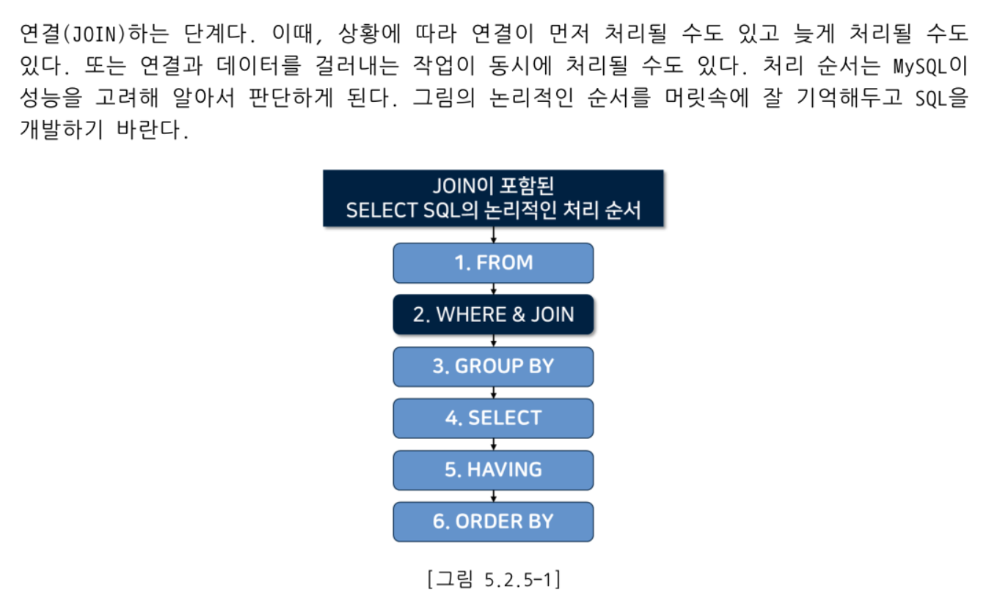 연결(JOIN)하는 단계다. 이때, 상황에 따라 연결이 먼저 처리될 수도 있고 늦게 처리될 수도
있다. 또는 연결과 데이터를 걸러내는 작업이 동시에 처리될 수도 있다. 처리 순서는 MySQL이
성능을 고려해 알아서 판단하게 된다. 그림의 논리적인 순서를 머릿속에 잘 기억해두고 SQL을
개발하기 바란다.
JOIN이 포함된
SELECT SQL의 논리적인 처리 순서
1. FROM
2. WHERE & JOIN
3. GROUP BY
4. SELECT
5. HAVING
6. ORDER BY
[그림 5.2.5-1]